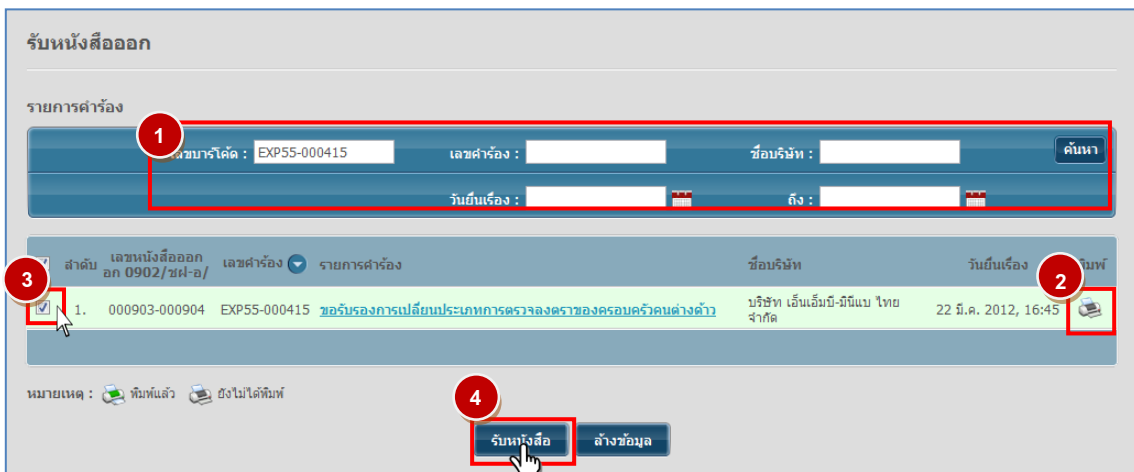 รับหนังสือออก
รายการคำร้อง
1
เลขบาร์โค้ด : EXP55-000415 เลขคำร้อง : ชื่อบริษัท : ค้นหา
วันยื่นเรื่อง : ถึง :
ลำดับ เลขหนังสือออก เลขคำร้อง รายการคำร้อง ชื่อบริษัท วันยื่นเรื่อง พิมพ์
อก 0902/ชฝ-อ/
3
2
1. 000903-000904 EXP55-000415 ขอรับรองการเปลี่ยนประเภทการตรวจลงตราของครอบครัวคนต่างด้าว บริษัท เอ็นเอ็มบี-มินีแบ ไทย จำกัด 22 มี.ค. 2012, 16:45
หมายเหตุ : พิมพ์แล้ว ยังไม่ได้พิมพ์
4
รับหนังสือ ล้างข้อมูล